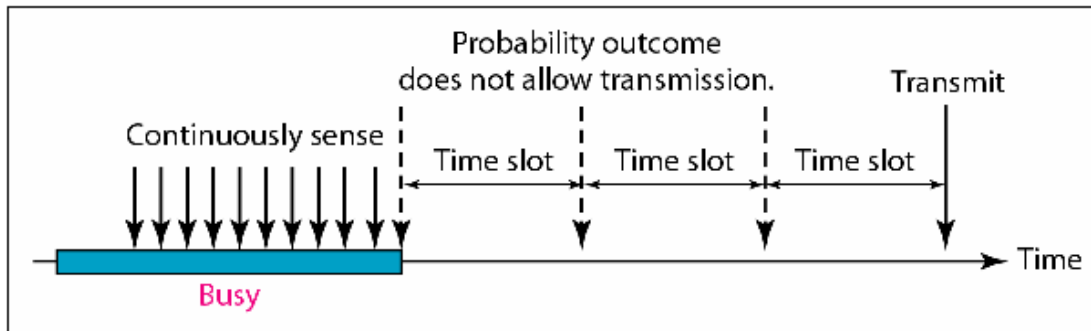 Probability outcome
does not allow transmission.
Transmit
Continuously sense
Time slot
Time slot
Time slot
Time
Busy